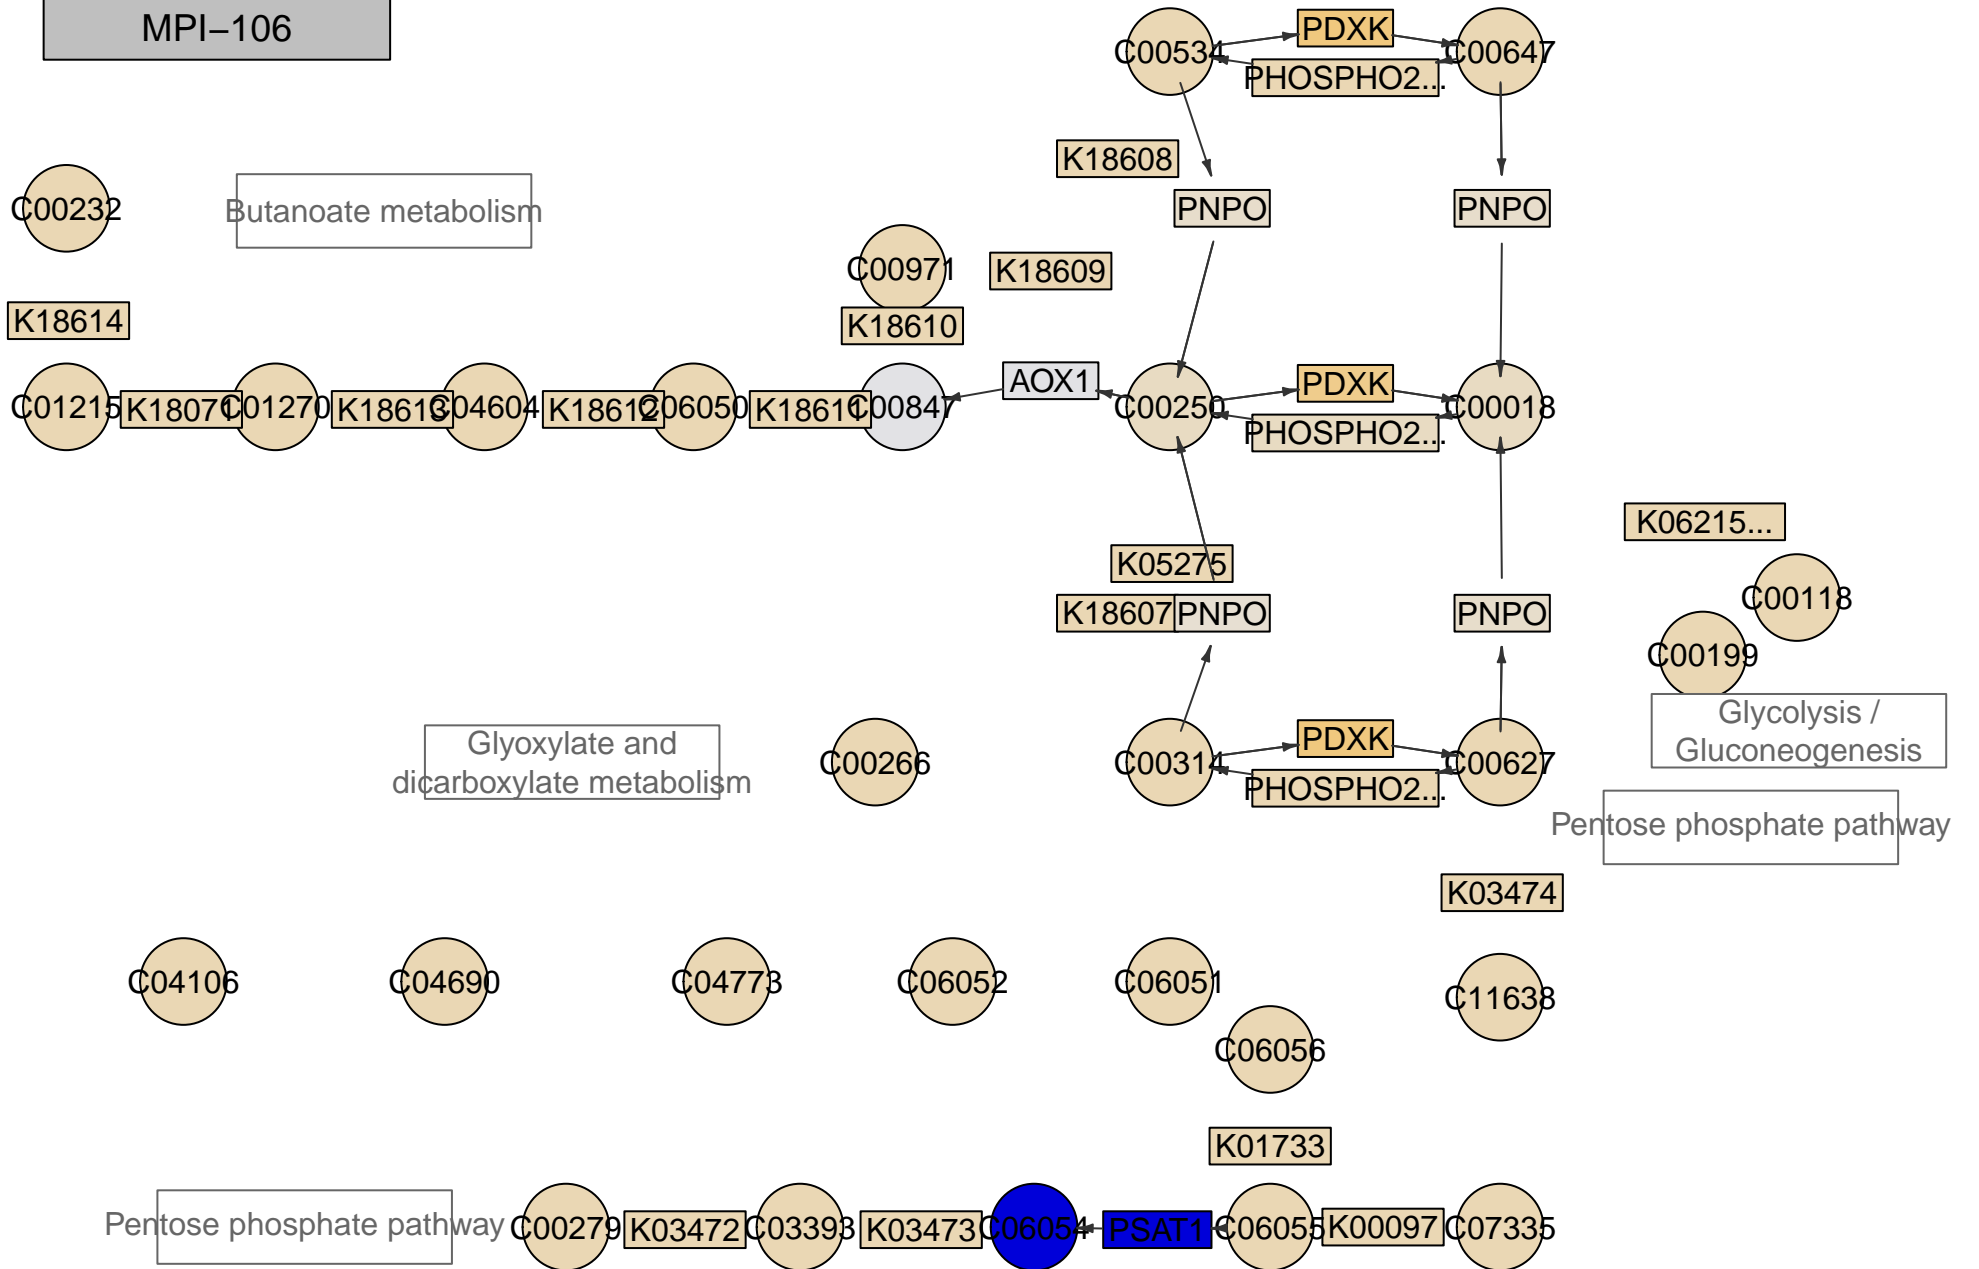 MPI–106
C00534
PDXK
C00647
PHOSPHO2...
K18608
C00232
Butanoate metabolism
PNPO
PNPO
C00971
K18609
K18614
K18610
C01215
K18071
C01270
K18613
C04604
K18612
C06050
K18611
C00847
AOX1
C00250
PDXK
C00018
PHOSPHO2...
K06215...
K05275
C00118
K18607
PNPO
PNPO
C00199
Glycolysis /
Gluconeogenesis
Glyoxylate and
dicarboxylate metabolism
C00266
C00314
PDXK
C00627
PHOSPHO2...
Pentose phosphate pathway
K03474
C04106
C04690
C04773
C06052
C06051
C11638
C06056
K01733
Pentose phosphate pathway
C00279
K03472
C03393
K03473
C06054
PSAT1
C06055
K00097
C07335